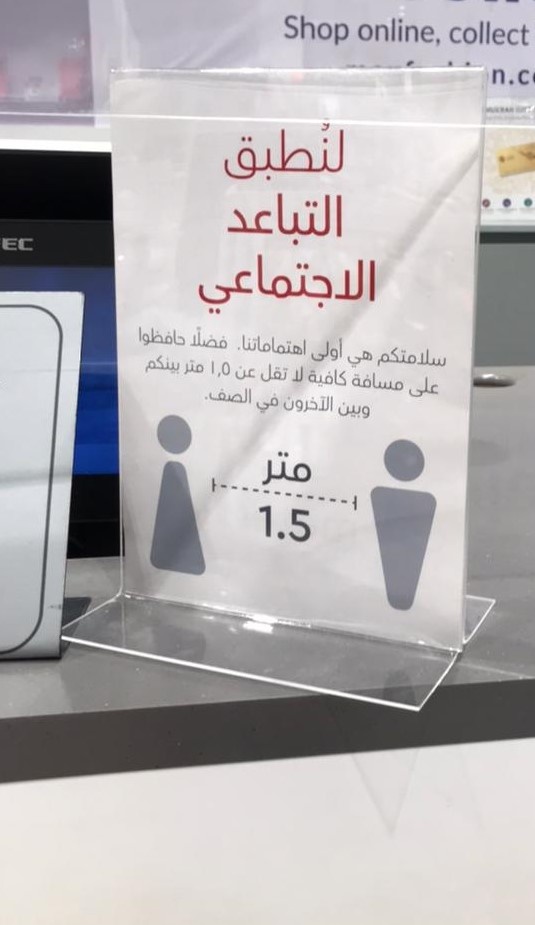 Shop online, collect
EC
لنُطبق
التباعد
الاجتماعي
سلامتكم هي أولى اهتماماتنا. فضلًا حافظوا
على مسافة كافية لا تقل عن ١,٥ متر بينكم
وبين الآخرون في الصف.
متر
1.5